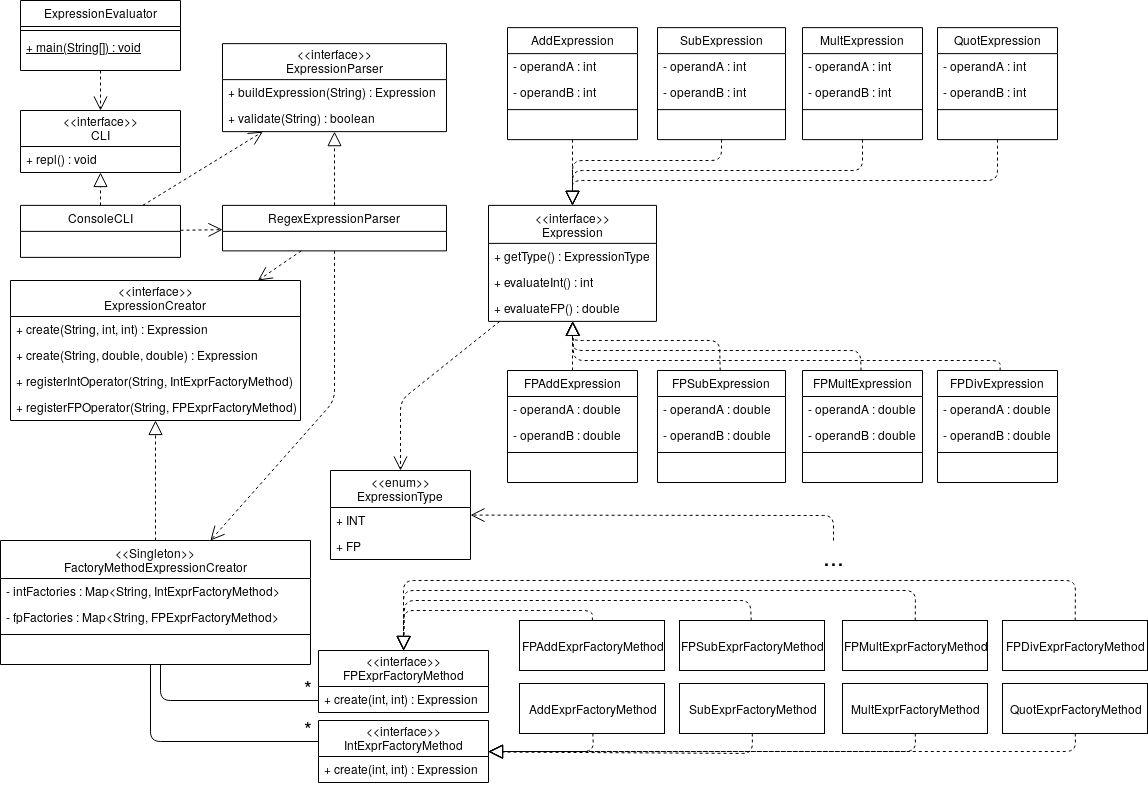 ExpressionEvaluator
+ main(String[]) : void
<<interface>>
CLI
+ repl() : void
ConsoleCLI
<<interface>>
ExpressionParser
+ buildExpression(String) : Expression
+ validate(String) : boolean
RegexExpressionParser
<<interface>>
ExpressionCreator
+ create(String, int, int) : Expression
+ create(String, double, double) : Expression
+ registerIntOperator(String, IntExprFactoryMethod)
+ registerFPOperator(String, FPExprFactoryMethod)
<<Singleton>>
FactoryMethodExpressionCreator
- intFactories : Map<String, IntExprFactoryMethod>
- fpFactories : Map<String, FPExprFactoryMethod>
AddExpression
- operandA : int
- operandB : int
SubExpression
- operandA : int
- operandB : int
MultExpression
- operandA : int
- operandB : int
QuotExpression
- operandA : int
- operandB : int
<<interface>>
Expression
+ getType() : ExpressionType
+ evaluateInt() : int
+ evaluateFP() : double
FPAddExpression
- operandA : double
- operandB : double
FPSubExpression
- operandA : double
- operandB : double
FPMultExpression
- operandA : double
- operandB : double
FPDivExpression
- operandA : double
- operandB : double
<<enum>>
ExpressionType
+ INT
+ FP
...
*
<<interface>>
FPExprFactoryMethod
+ create(int, int) : Expression
*
<<interface>>
IntExprFactoryMethod
+ create(int, int) : Expression
FPAddExprFactoryMethod
FPSubExprFactoryMethod
FPMultExprFactoryMethod
FPDivExprFactoryMethod
AddExprFactoryMethod
SubExprFactoryMethod
MultExprFactoryMethod
QuotExprFactoryMethod